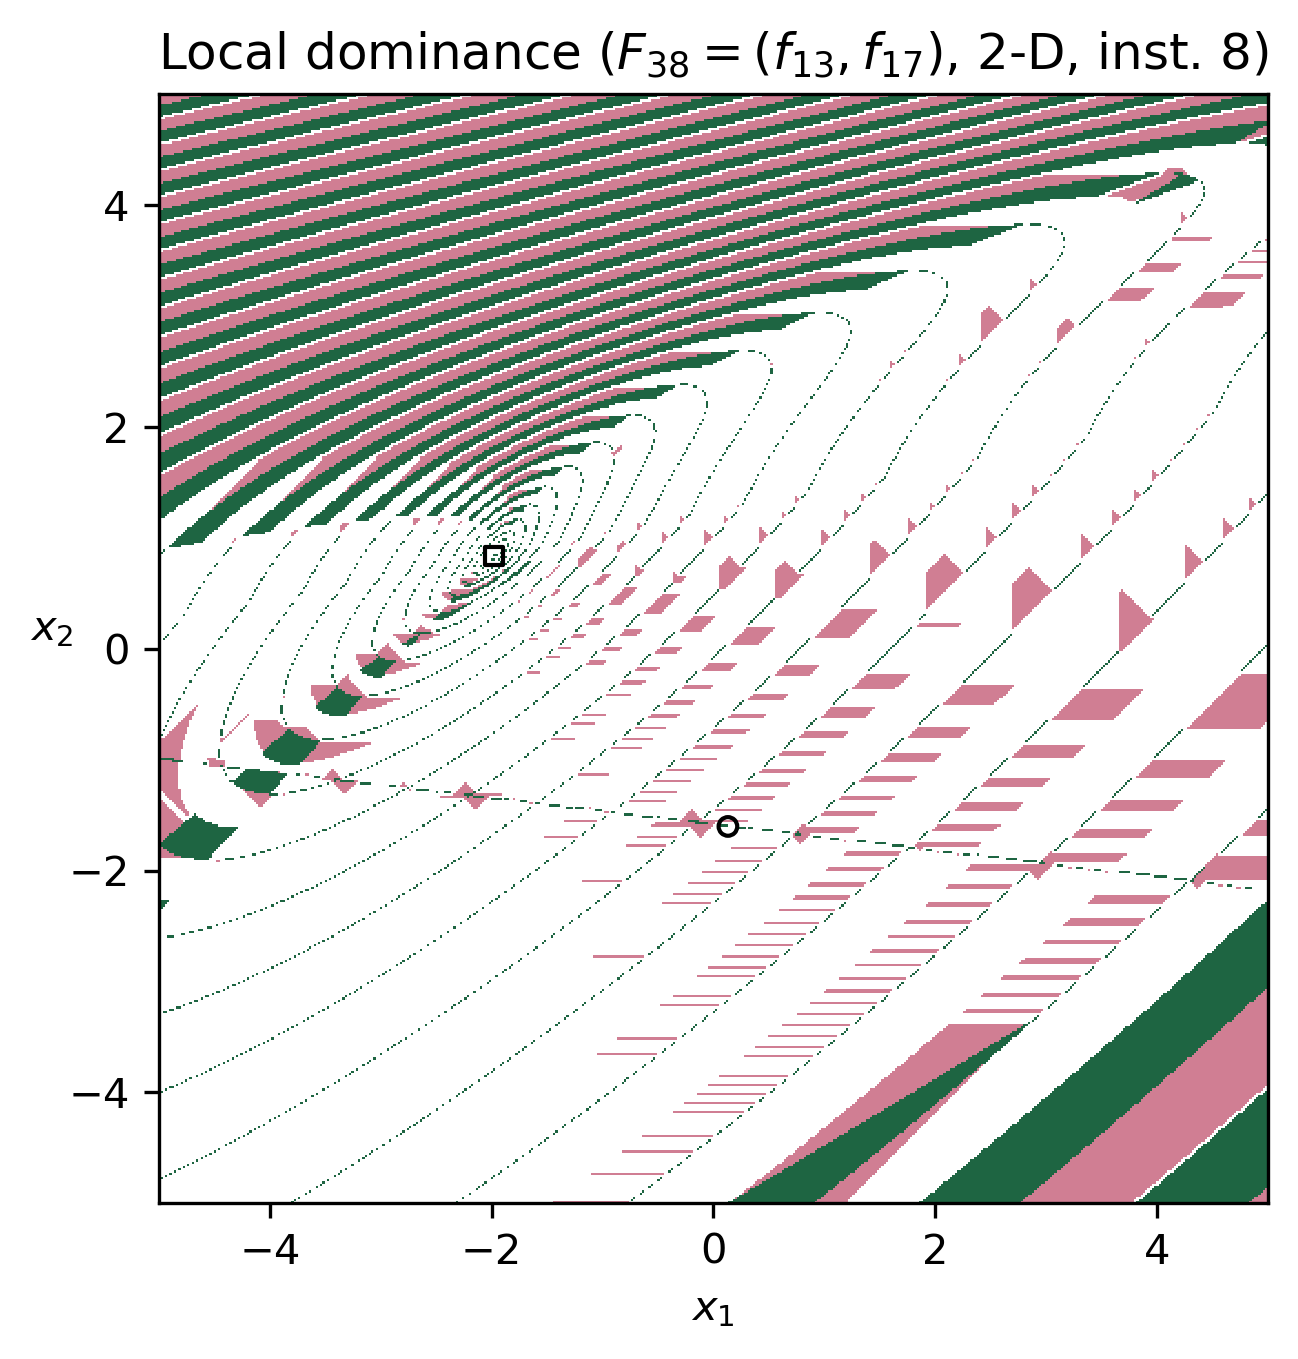 Local dominance (F₃₈ = (f₁₃, f₁₇), 2-D, inst. 8)
4
2
x₂
0
−2
−4
−4 −2 0 2 4
x₁